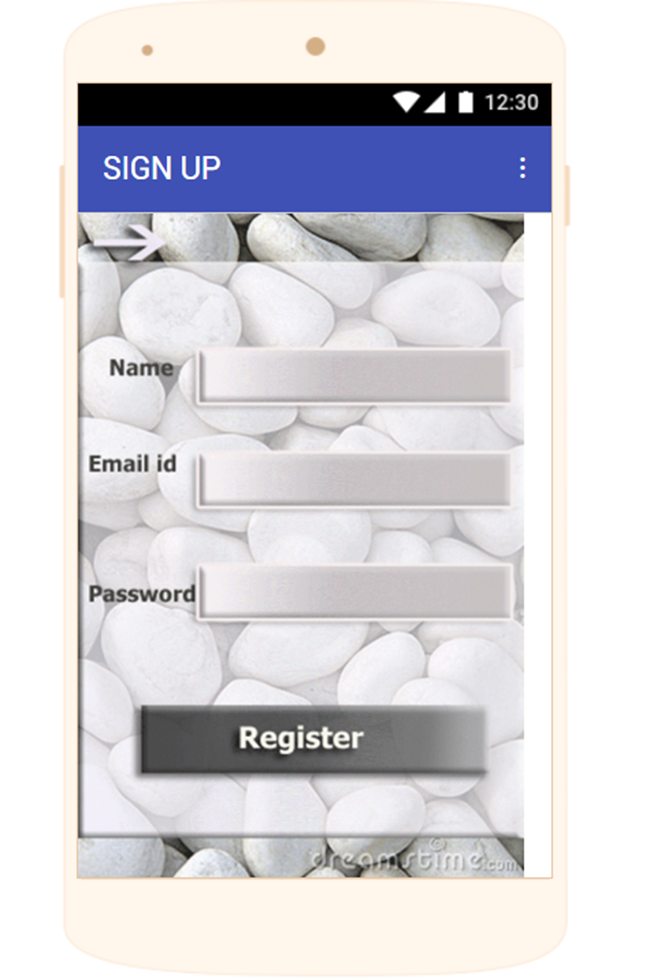 12:30
SIGN UP
Name
Email id
Password
Register
dreamstime.com